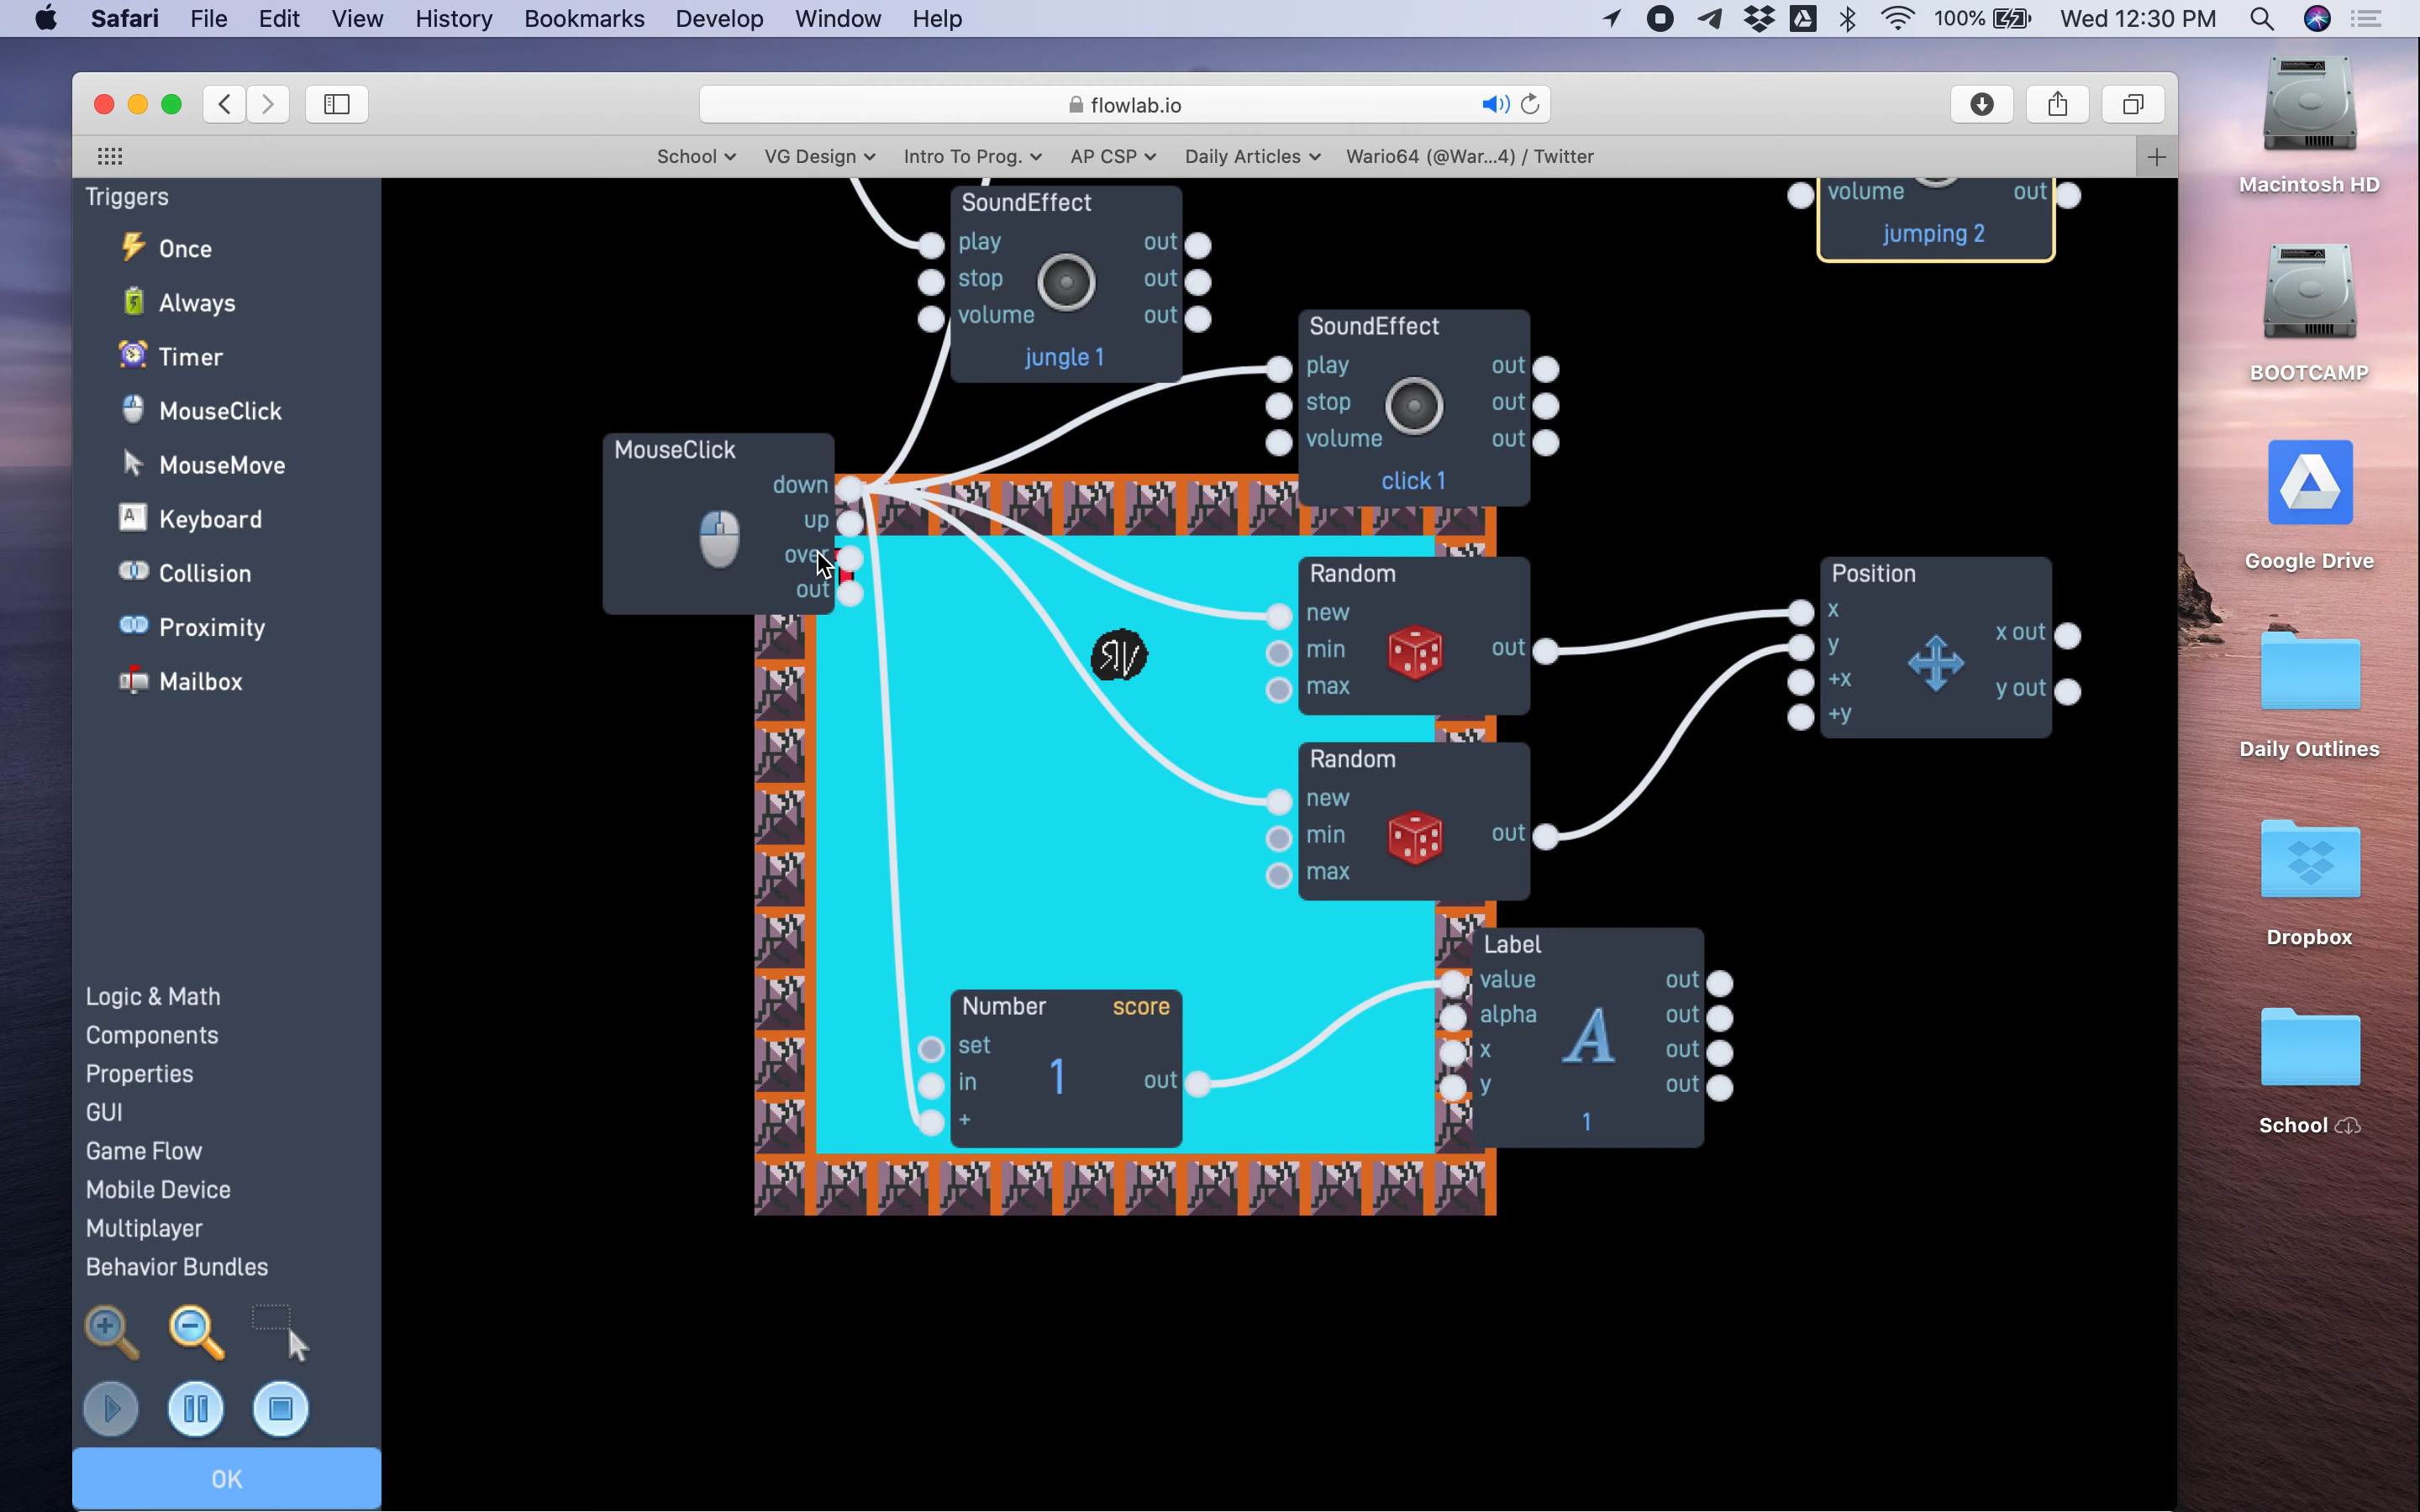 Safari File Edit View History Bookmarks Develop Window Help 100% Wed 12:30 PM
flowlab.io
School VG Design Intro To Prog. AP CSP Daily Articles Wario64 (@War...4) / Twitter
Triggers
Once
Always
Timer
MouseClick
MouseMove
Keyboard
Collision
Proximity
Mailbox
Logic & Math
Components
Properties
GUI
Game Flow
Mobile Device
Multiplayer
Behavior Bundles
OK
SoundEffect
play out
stop out
volume out
jungle 1
volume out
jumping 2
SoundEffect
play out
stop out
volume out
click 1
MouseClick
down
up
over
out
Random
new
min out
max
Position
x
y x out
+x
+y y out
Random
new
min out
max
Label
value out
alpha out
x out
y out
1
Number score
set
in 1 out
+
Macintosh HD
BOOTCAMP
Google Drive
Daily Outlines
Dropbox
School